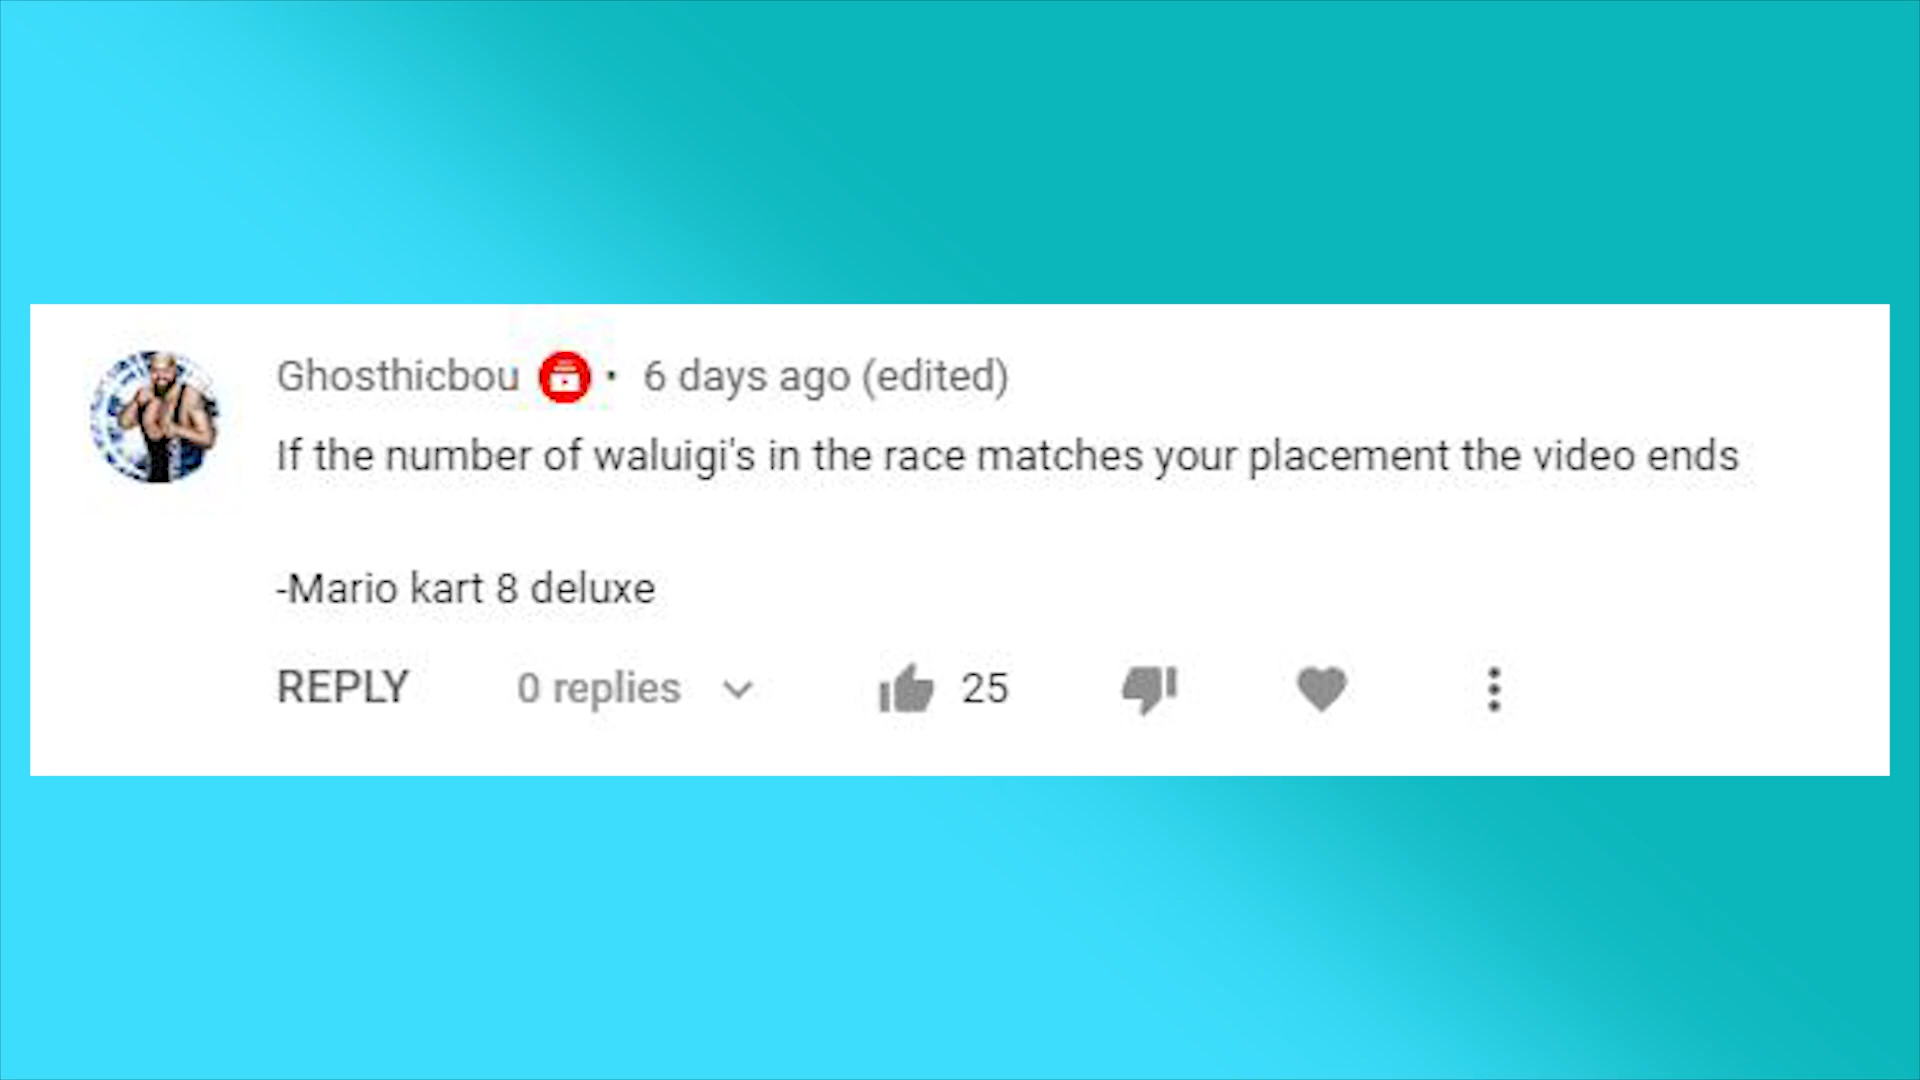 Ghosthicbou • 6 days ago (edited)
If the number of waluigi's in the race matches your placement the video ends
-Mario kart 8 deluxe
REPLY 0 replies 25